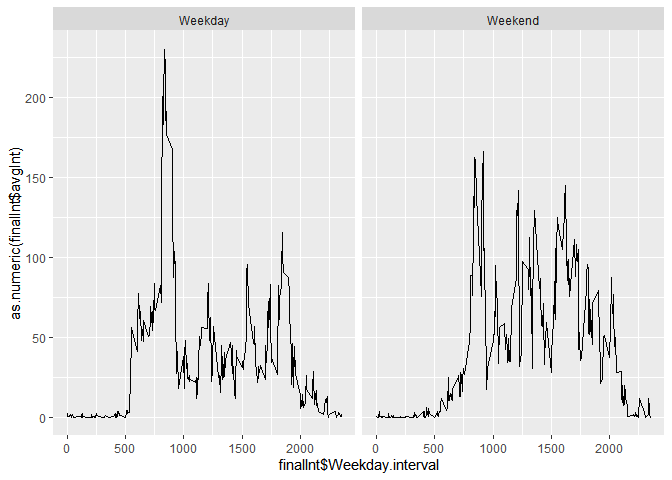 Weekday Weekend
as.numeric(finalInt$avgInt)
200
150
100
50
0
0 500 1000 1500 2000 0 500 1000 1500 2000
finalInt$Weekday.interval